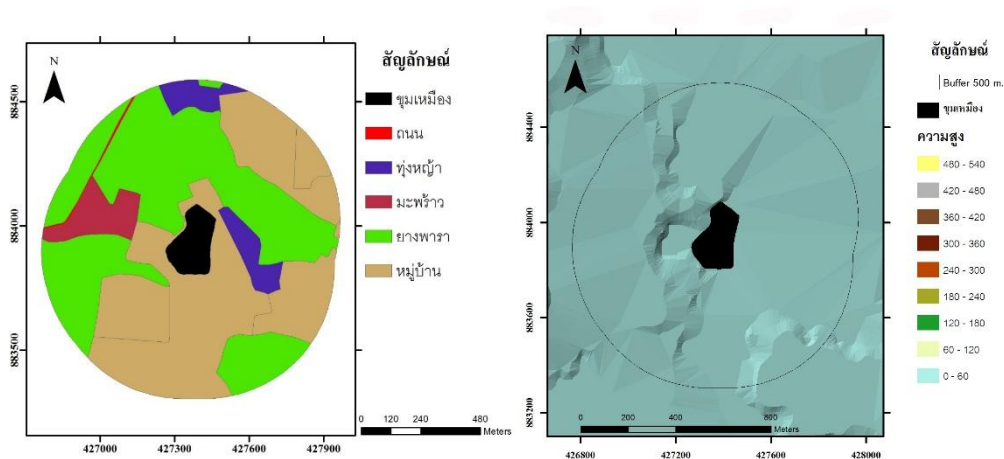 N
884500
884000
883500
427000
427300
427600
427900
สัญลักษณ์
ขุมเหมือง
ถนน
ทุ่งหญ้า
มะพร้าว
ยางพารา
หมู่บ้าน
0 120 240 480
Meters
N
884400
884000
883600
883200
0 200 400 800
Meters
426800
427200
427600
428000
สัญลักษณ์
Buffer 500 m.
ขุมเหมือง
ความสูง
480 - 540
420 - 480
360 - 420
300 - 360
240 - 300
180 - 240
120 - 180
60 - 120
0 - 60